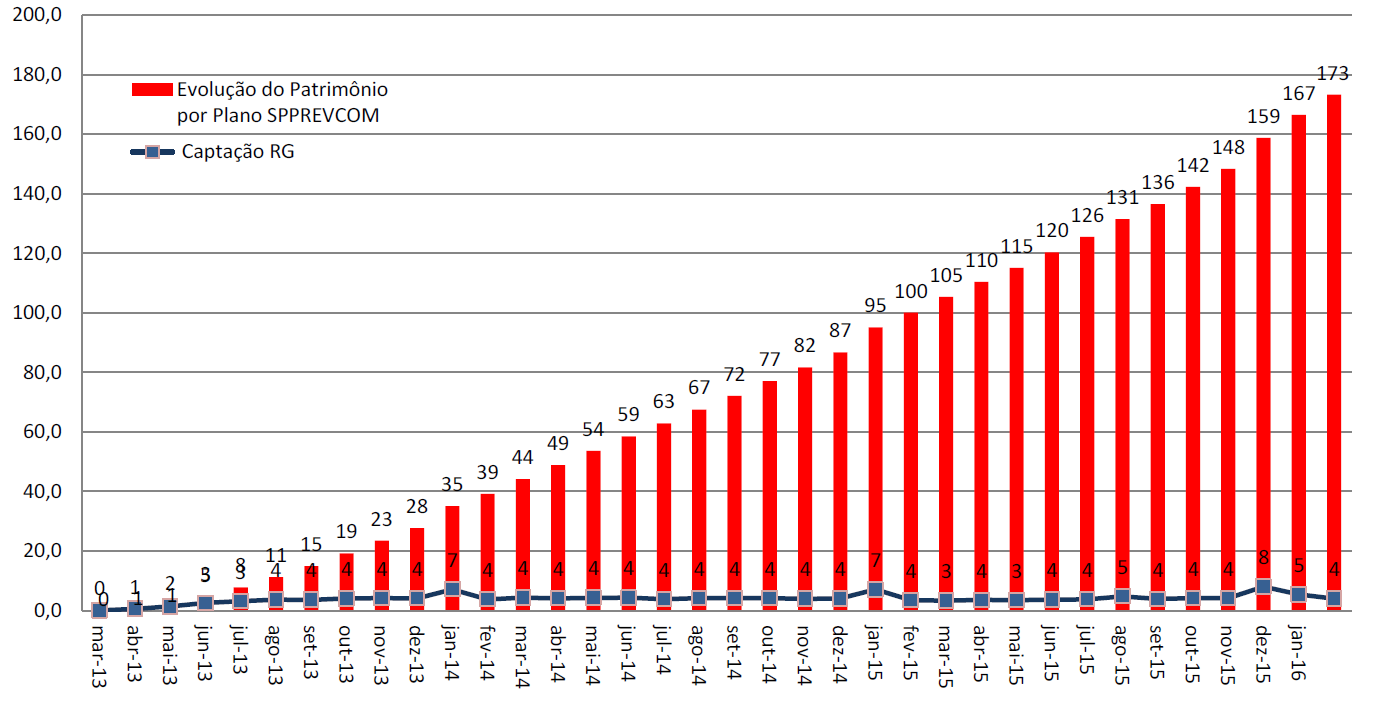 200,0
180,0
160,0
140,0
120,0
100,0
80,0
60,0
40,0
20,0
0,0
Evolução do Patrimônio
por Plano SPPREVCOM
Captação RG
0 1 2 3 8 11 15 19 23 28 35 39 44 49 54 59 63 67 72 77 82 87 95 100 105 110 115 120 126 131 136 142 148 159 167 173
0 1 1 3 3 4 4 4 4 4 7 4 4 4 4 4 4 4 4 4 4 4 7 4 3 4 3 4 4 5 4 4 4 8 5 4
mar-13 abr-13 mai-13 jun-13 jul-13 ago-13 set-13 out-13 nov-13 dez-13 jan-14 fev-14 mar-14 abr-14 mai-14 jun-14 jul-14 ago-14 set-14 out-14 nov-14 dez-14 jan-15 fev-15 mar-15 abr-15 mai-15 jun-15 jul-15 ago-15 set-15 out-15 nov-15 dez-15 jan-16